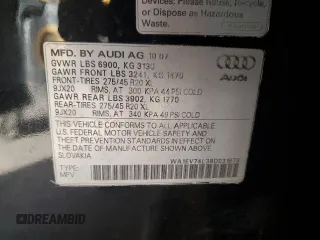 Devices-Please Reuse, Recycle,
or Dispose as Hazardous
Waste.
MFD. BY AUDI AG 10 07
GVWR LBS 6900, KG 3130
GAWR FRONT LBS 3241, KG 1470
FRONT-TIRES 275/45 R20 XL
9JX20 RIMS, AT 300 KPA 44 PSI COLD
GAWR REAR LBS 3902, KG 1770
REAR-TIRES 275/45 R20 XL
9JX20 RIMS, AT 340 KPA 49 PSI COLD
Audi
THIS VEHICLE CONFORMS TO ALL APPLICABLE U.S.
FEDERAL MOTOR VEHICLE SAFETY AND
THEFT PREVENTION STANDARDS IN EFFECT ON
THE DATE OF MANUFACTURE SHOWN ABOVE.
SLOVAKIA
TYPE:
MPV
DREAMBID